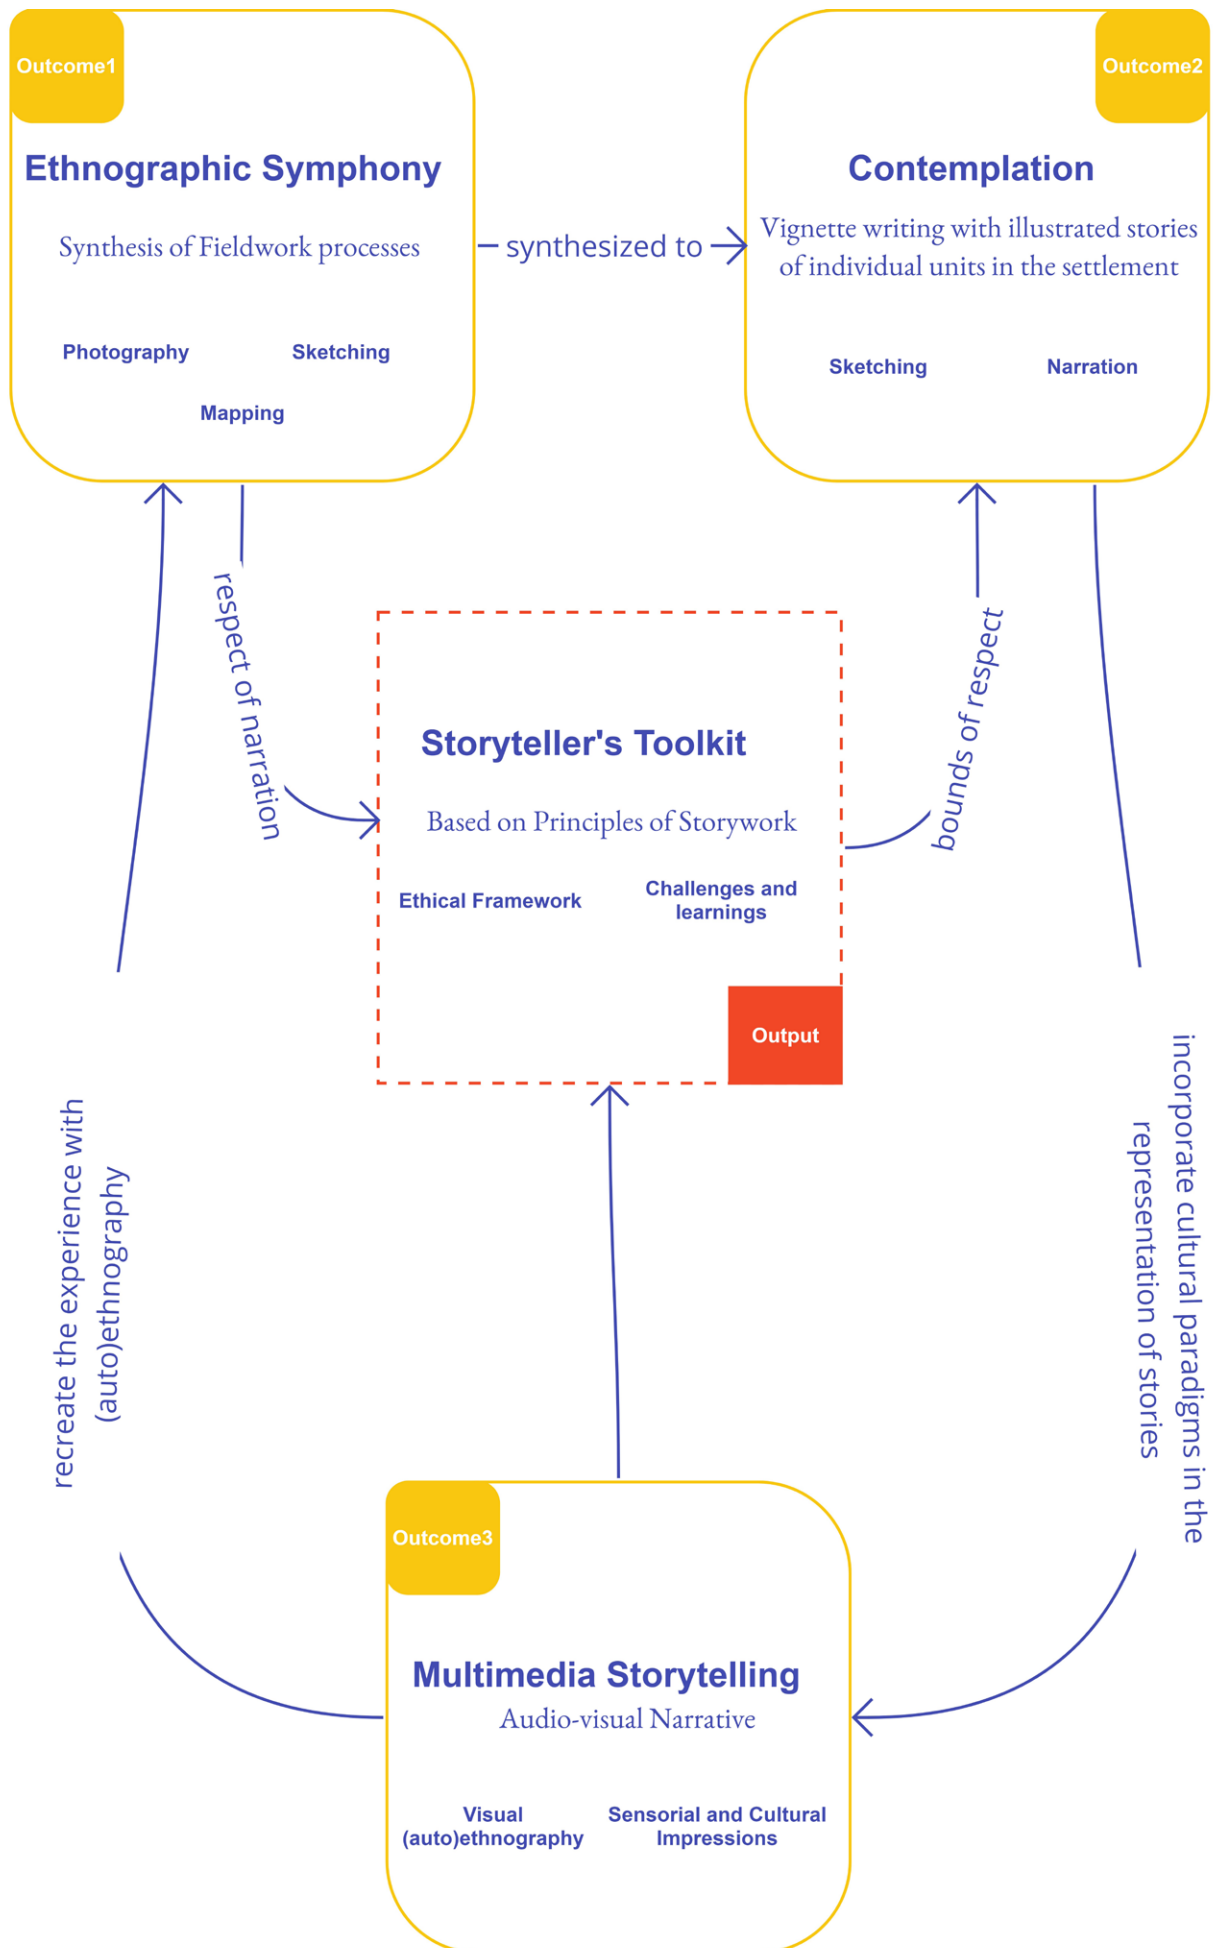 Outcome1
Ethnographic Symphony
Synthesis of Fieldwork processes
Photography
Sketching
Mapping
synthesized to
Outcome2
Contemplation
Vignette writing with illustrated stories
of individual units in the settlement
Sketching
Narration
respect of narration
Storyteller's Toolkit
Based on Principles of Storywork
Ethical Framework
Challenges and
learnings
Output
bounds of respect
recreate the experience with
(auto)ethnography
incorporate cultural paradigms in the
representation of stories
Outcome3
Multimedia Storytelling
Audio-visual Narrative
Visual
(auto)ethnography
Sensorial and Cultural
Impressions